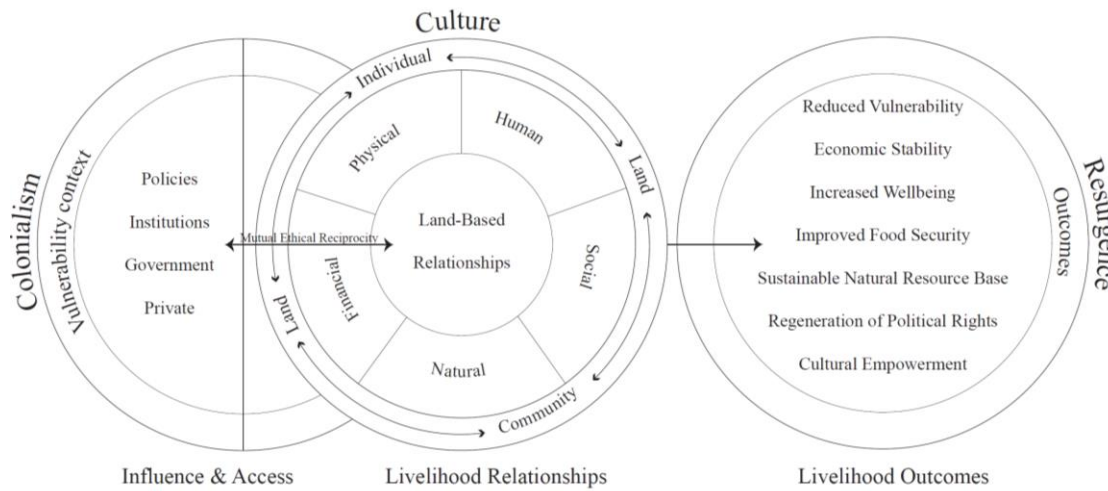 Culture
Colonialism
Vulnerability context
Policies
Institutions
Government
Private
Mutual Ethical Reciprocity
Individual
Land
Community
Land
Physical
Human
Social
Natural
Financial
Land-Based
Relationships
Reduced Vulnerability
Economic Stability
Increased Wellbeing
Improved Food Security
Sustainable Natural Resource Base
Regeneration of Political Rights
Cultural Empowerment
Outcomes
Resurgence
Influence & Access
Livelihood Relationships
Livelihood Outcomes